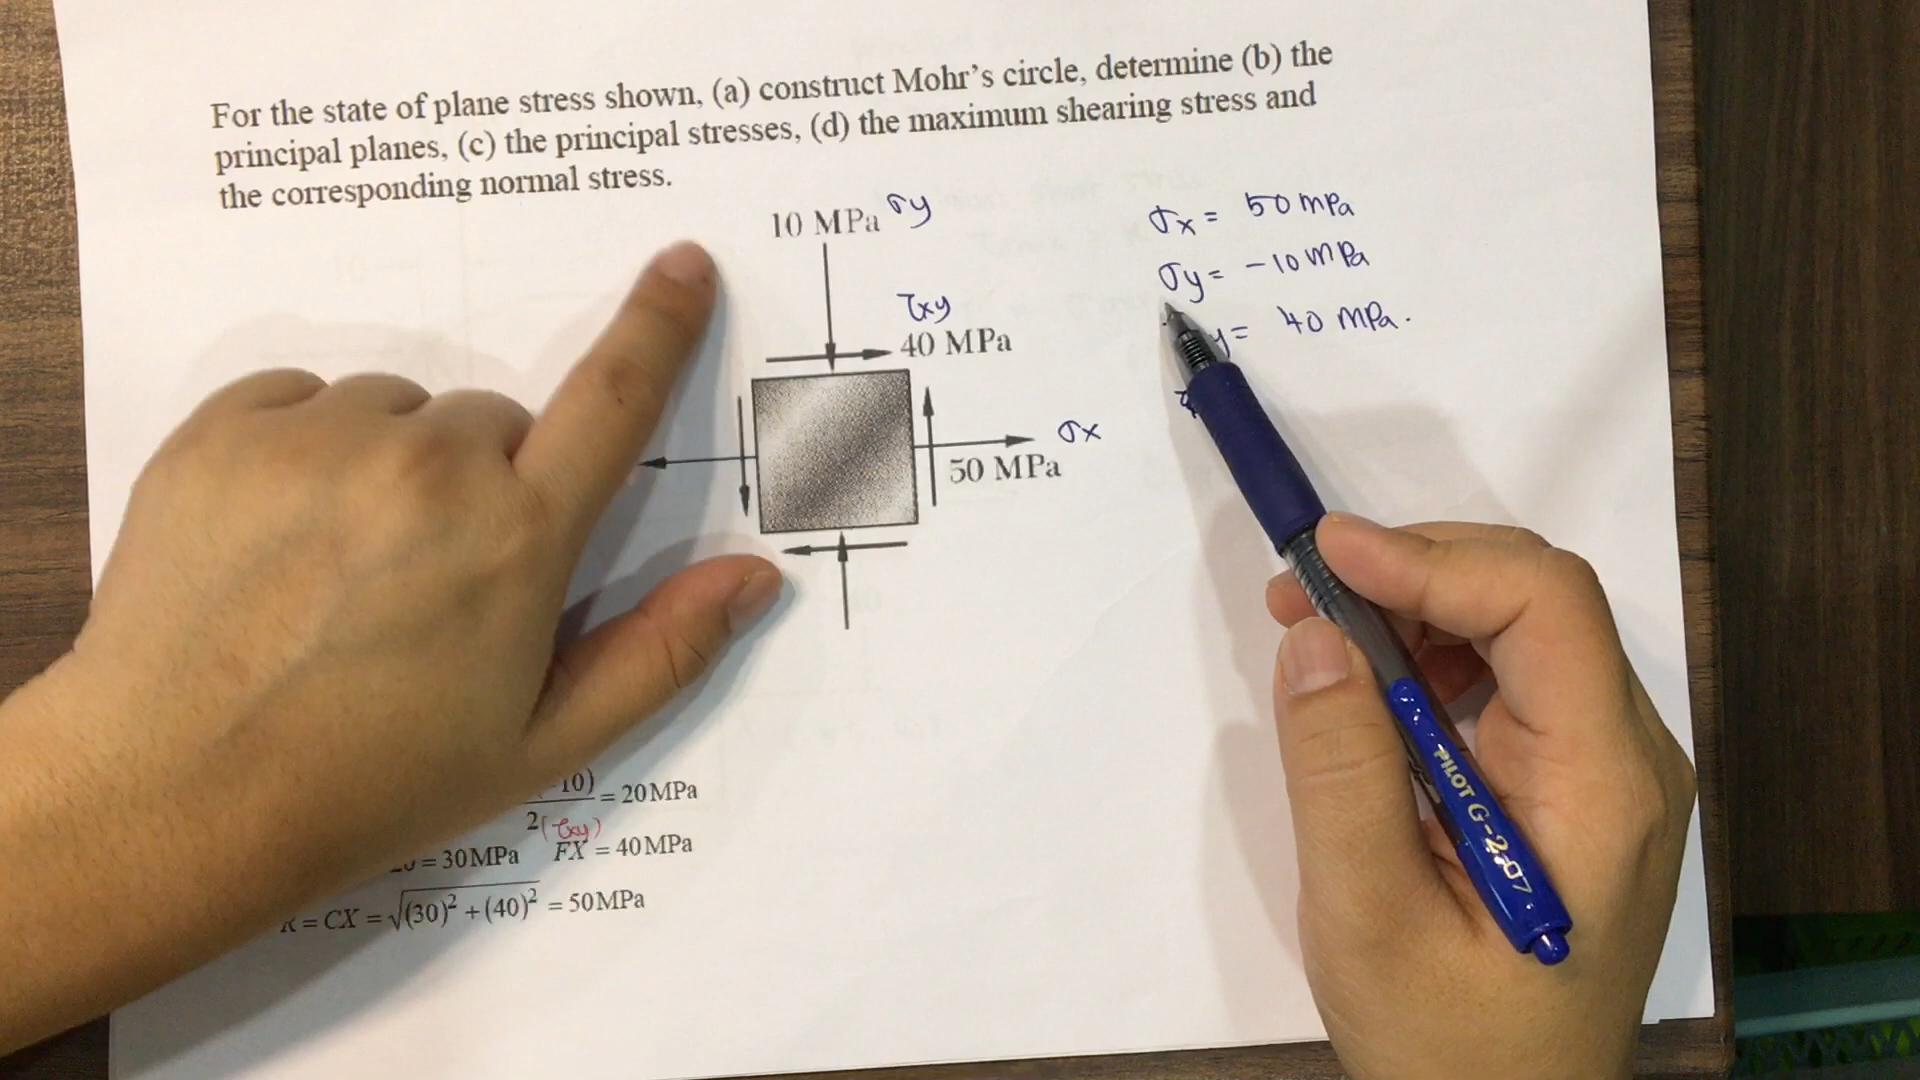 For the state of plane stress shown, (a) construct Mohr’s circle, determine (b) the
principal planes, (c) the principal stresses, (d) the maximum shearing stress and
the corresponding normal stress.
10 MPa σy
τxy
40 MPa
σx
50 MPa
σx = 50 mPa
σy = -10 mPa
y = 40 mPa.
10)
2
= 20 MPa
(τxy)
= 30 MPa FX = 40 MPa
= CX = √(30)² + (40)² = 50 MPa
PILOT G-2 07